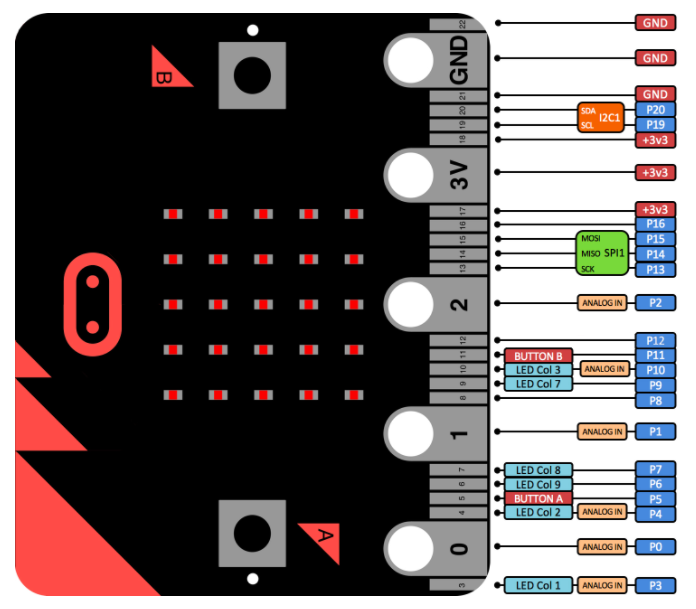 22 GND
GND GND
21 GND
20 SDA I2C1 P20
19 SCL P19
18 +3v3
B
3V +3v3
17 +3v3
16 P16
15 MOSI P15
14 MISO SPI1 P14
13 SCK P13
2 ANALOG IN P2
12 P12
11 BUTTON B P11
10 LED Col 3 ANALOG IN P10
9 LED Col 7 P9
8 P8
1 ANALOG IN P1
7 LED Col 8 P7
6 LED Col 9 P6
5 BUTTON A P5
4 LED Col 2 ANALOG IN P4
A
0 ANALOG IN P0
3 LED Col 1 ANALOG IN P3